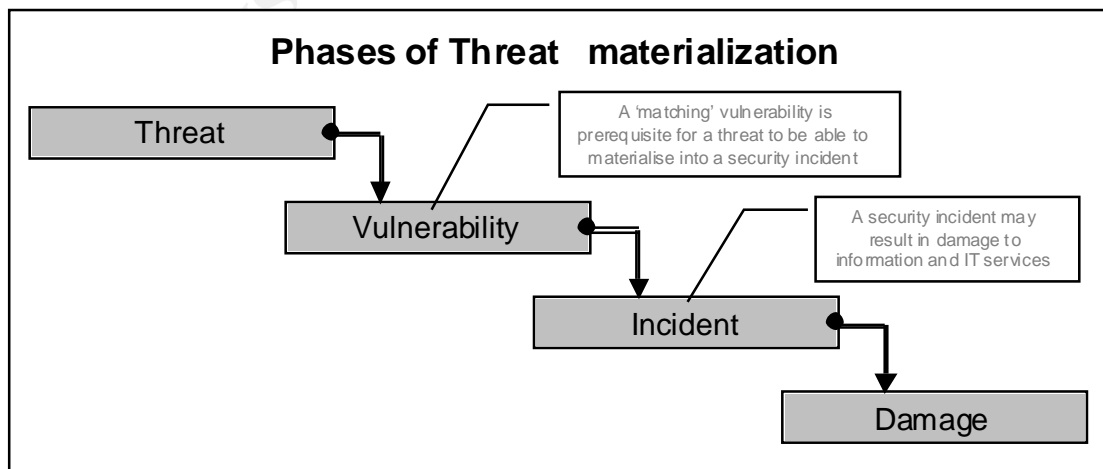 Phases of Threat materialization
Threat
A 'matching' vulnerability is
prerequisite for a threat to be able to
materialise into a security incident
Vulnerability
A security incident may
result in damage to
information and IT services
Incident
Damage